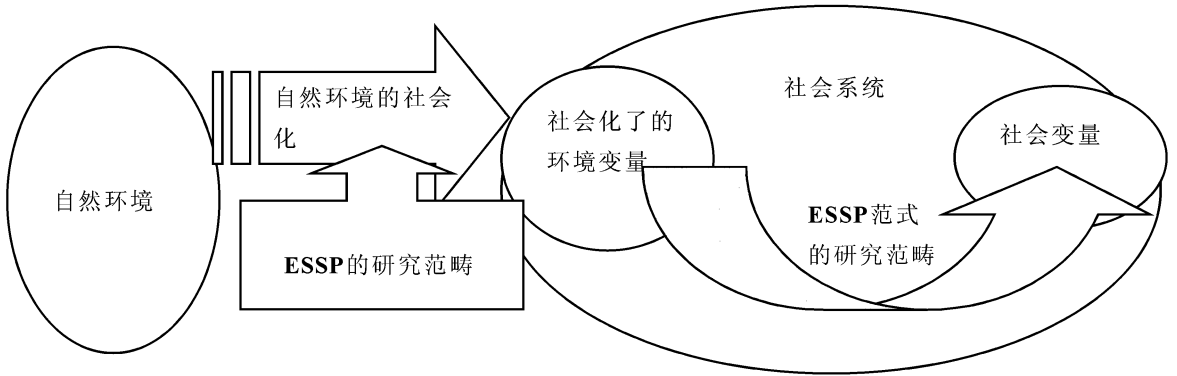 自然环境
自然环境的社会
化
ESSP的研究范畴
社会化了的
环境变量
社会系统
社会变量
ESSP范式
的研究范畴